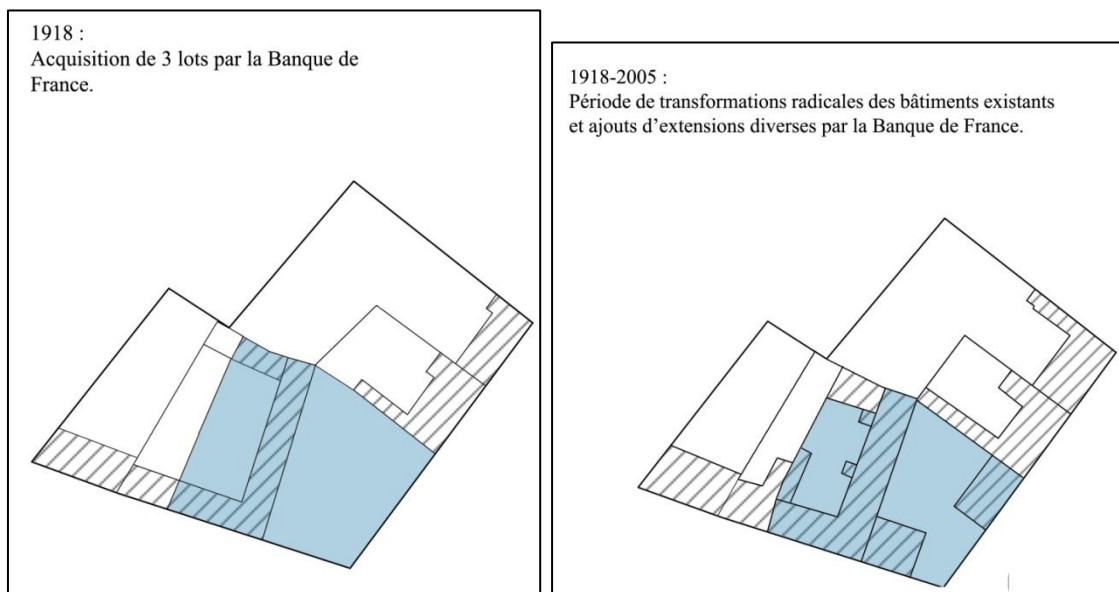 1918 :
Acquisition de 3 lots par la Banque de
France.
1918-2005 :
Période de transformations radicales des bâtiments existants
et ajouts d’extensions diverses par la Banque de France.